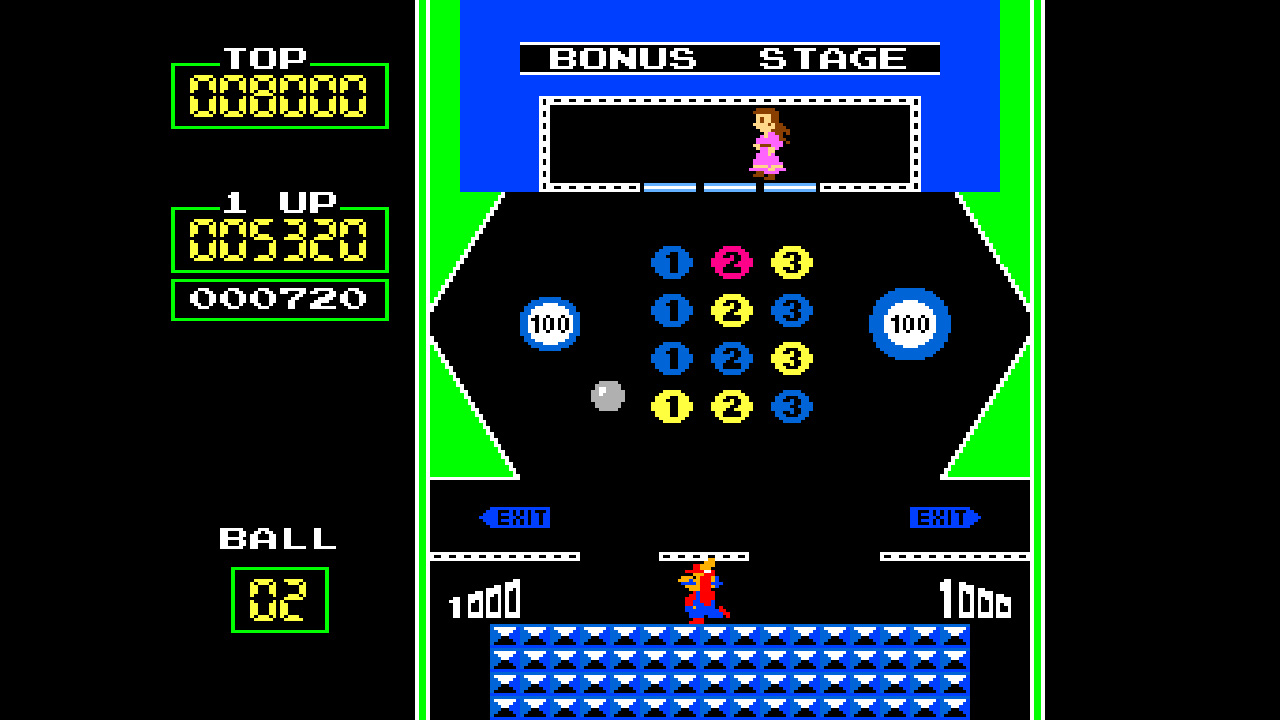 TOP
008000
BONUS STAGE
1 UP
005320
000720
1 2 3
100 1 2 3 100
1 2 3
1 2 3
EXIT EXIT
BALL
02
1000 1000